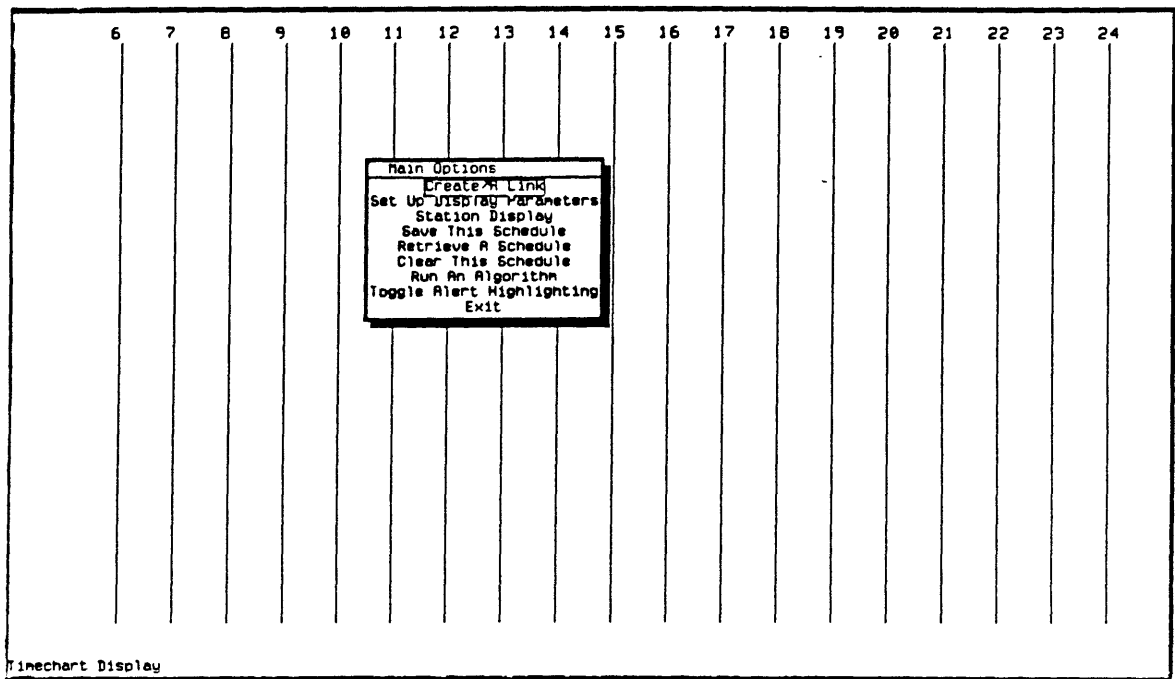 6 7 8 9 10 11 12 13 14 15 16 17 18 19 20 21 22 23 24
Main Options
Create A Link
Set Up Display Parameters
Station Display
Save This Schedule
Retrieve A Schedule
Clear This Schedule
Run An Algorithm
Toggle Alert Highlighting
Exit
Timechart Display